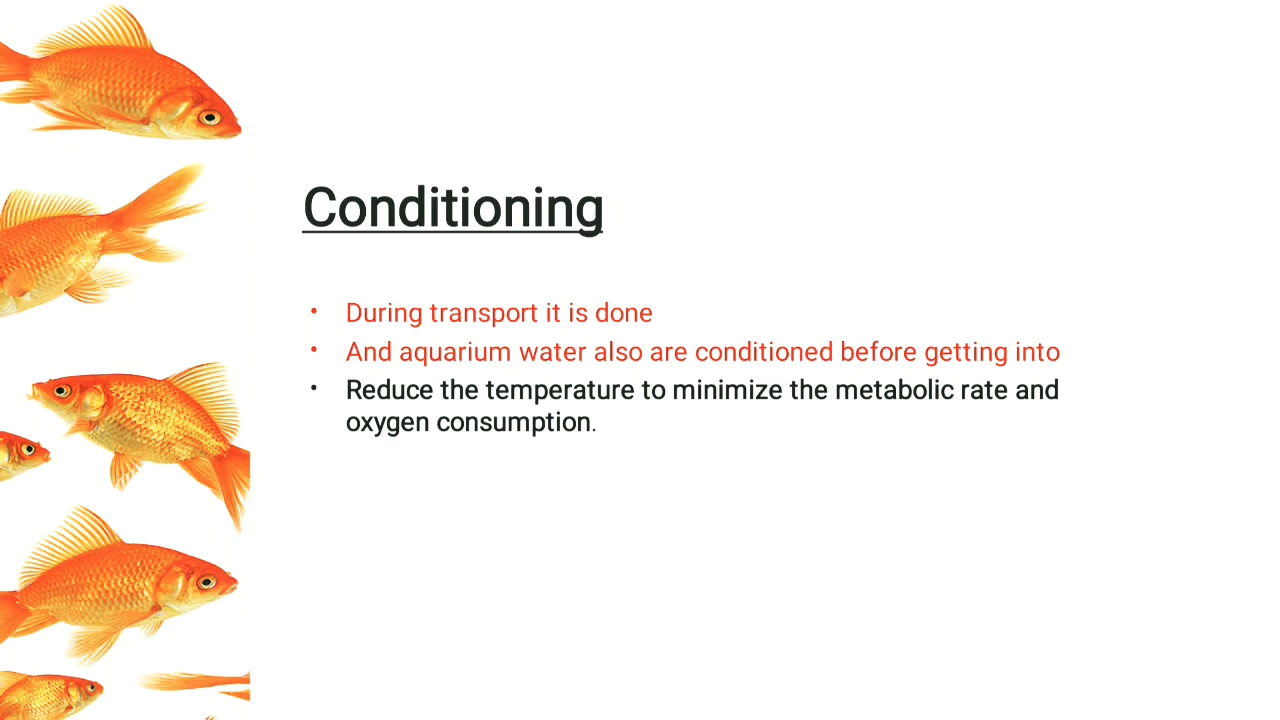 Conditioning
• During transport it is done
• And aquarium water also are conditioned before getting into
• Reduce the temperature to minimize the metabolic rate and
oxygen consumption.